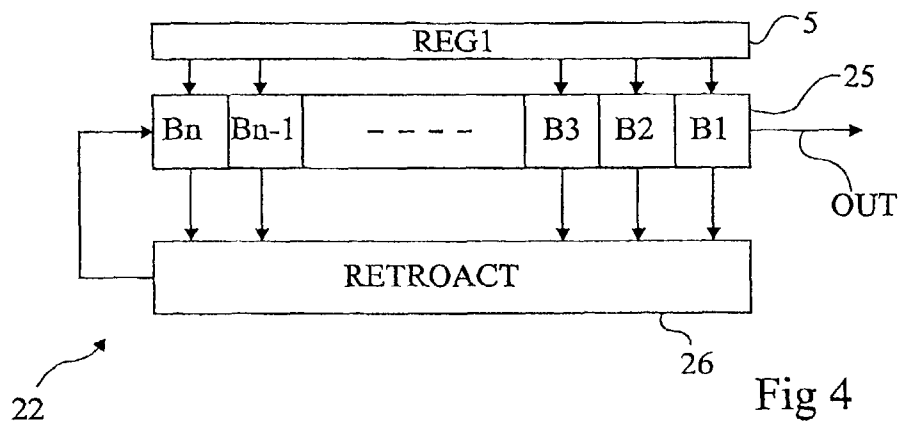 5
REG1
25
Bn Bn-1 ---- B3 B2 B1
OUT
RETROACT
26
22
Fig 4